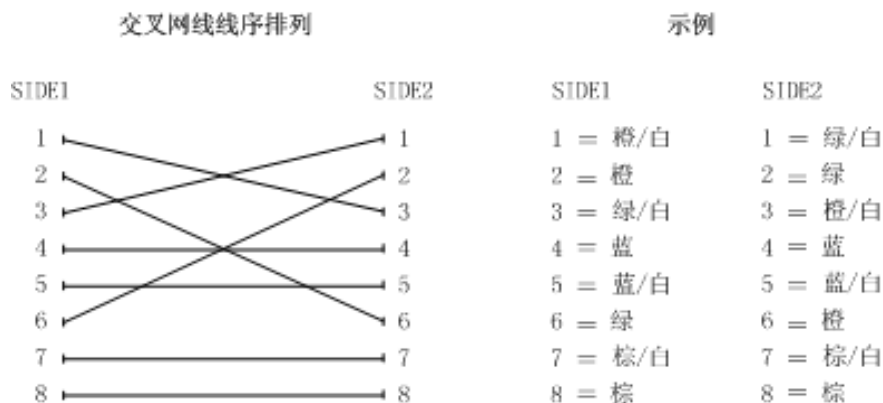 交叉网线线序排列 示例
SIDE1 SIDE2 SIDE1 SIDE2
1 1 1 = 橙/白 1 = 绿/白
2 2 2 = 橙 2 = 绿
3 3 3 = 绿/白 3 = 橙/白
4 4 4 = 蓝 4 = 蓝
5 5 5 = 蓝/白 5 = 蓝/白
6 6 6 = 绿 6 = 橙
7 7 7 = 棕/白 7 = 棕/白
8 8 8 = 棕 8 = 棕